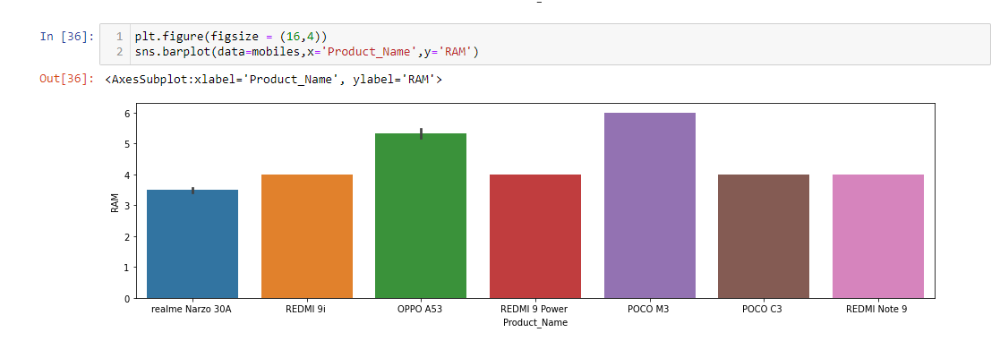 In [36]:
1 plt.figure(figsize = (16,4))
2 sns.barplot(data=mobiles,x='Product_Name',y='RAM')
Out[36]: <AxesSubplot:xlabel='Product_Name', ylabel='RAM'>
6
5
4
3
2
1
0
RAM
realme Narzo 30A REDMI 9i OPPO A53 REDMI 9 Power POCO M3 POCO C3 REDMI Note 9
Product_Name